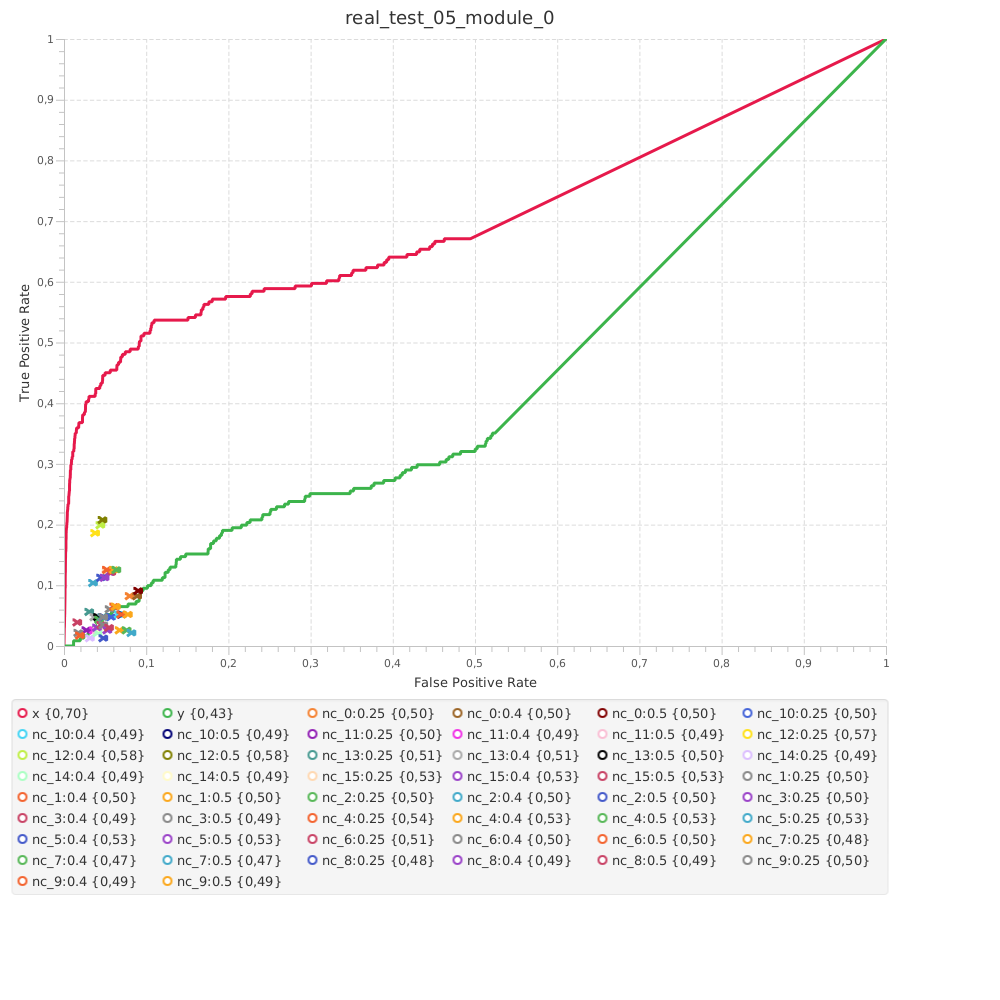 real_test_05_module_0
1
0,9
0,8
0,7
0,6
0,5
0,4
0,3
0,2
0,1
0
True Positive Rate
0 0,1 0,2 0,3 0,4 0,5 0,6 0,7 0,8 0,9 1
False Positive Rate
x {0,70} y {0,43} nc_0:0.25 {0,50} nc_0:0.4 {0,50} nc_0:0.5 {0,50} nc_10:0.25 {0,50}
nc_10:0.4 {0,49} nc_10:0.5 {0,49} nc_11:0.25 {0,50} nc_11:0.4 {0,49} nc_11:0.5 {0,49} nc_12:0.25 {0,57}
nc_12:0.4 {0,58} nc_12:0.5 {0,58} nc_13:0.25 {0,51} nc_13:0.4 {0,51} nc_13:0.5 {0,50} nc_14:0.25 {0,49}
nc_14:0.4 {0,49} nc_14:0.5 {0,49} nc_15:0.25 {0,53} nc_15:0.4 {0,53} nc_15:0.5 {0,53} nc_1:0.25 {0,50}
nc_1:0.4 {0,50} nc_1:0.5 {0,50} nc_2:0.25 {0,50} nc_2:0.4 {0,50} nc_2:0.5 {0,50} nc_3:0.25 {0,50}
nc_3:0.4 {0,49} nc_3:0.5 {0,49} nc_4:0.25 {0,54} nc_4:0.4 {0,53} nc_4:0.5 {0,53} nc_5:0.25 {0,53}
nc_5:0.4 {0,53} nc_5:0.5 {0,53} nc_6:0.25 {0,51} nc_6:0.4 {0,50} nc_6:0.5 {0,50} nc_7:0.25 {0,48}
nc_7:0.4 {0,47} nc_7:0.5 {0,47} nc_8:0.25 {0,48} nc_8:0.4 {0,49} nc_8:0.5 {0,49} nc_9:0.25 {0,50}
nc_9:0.4 {0,49} nc_9:0.5 {0,49}